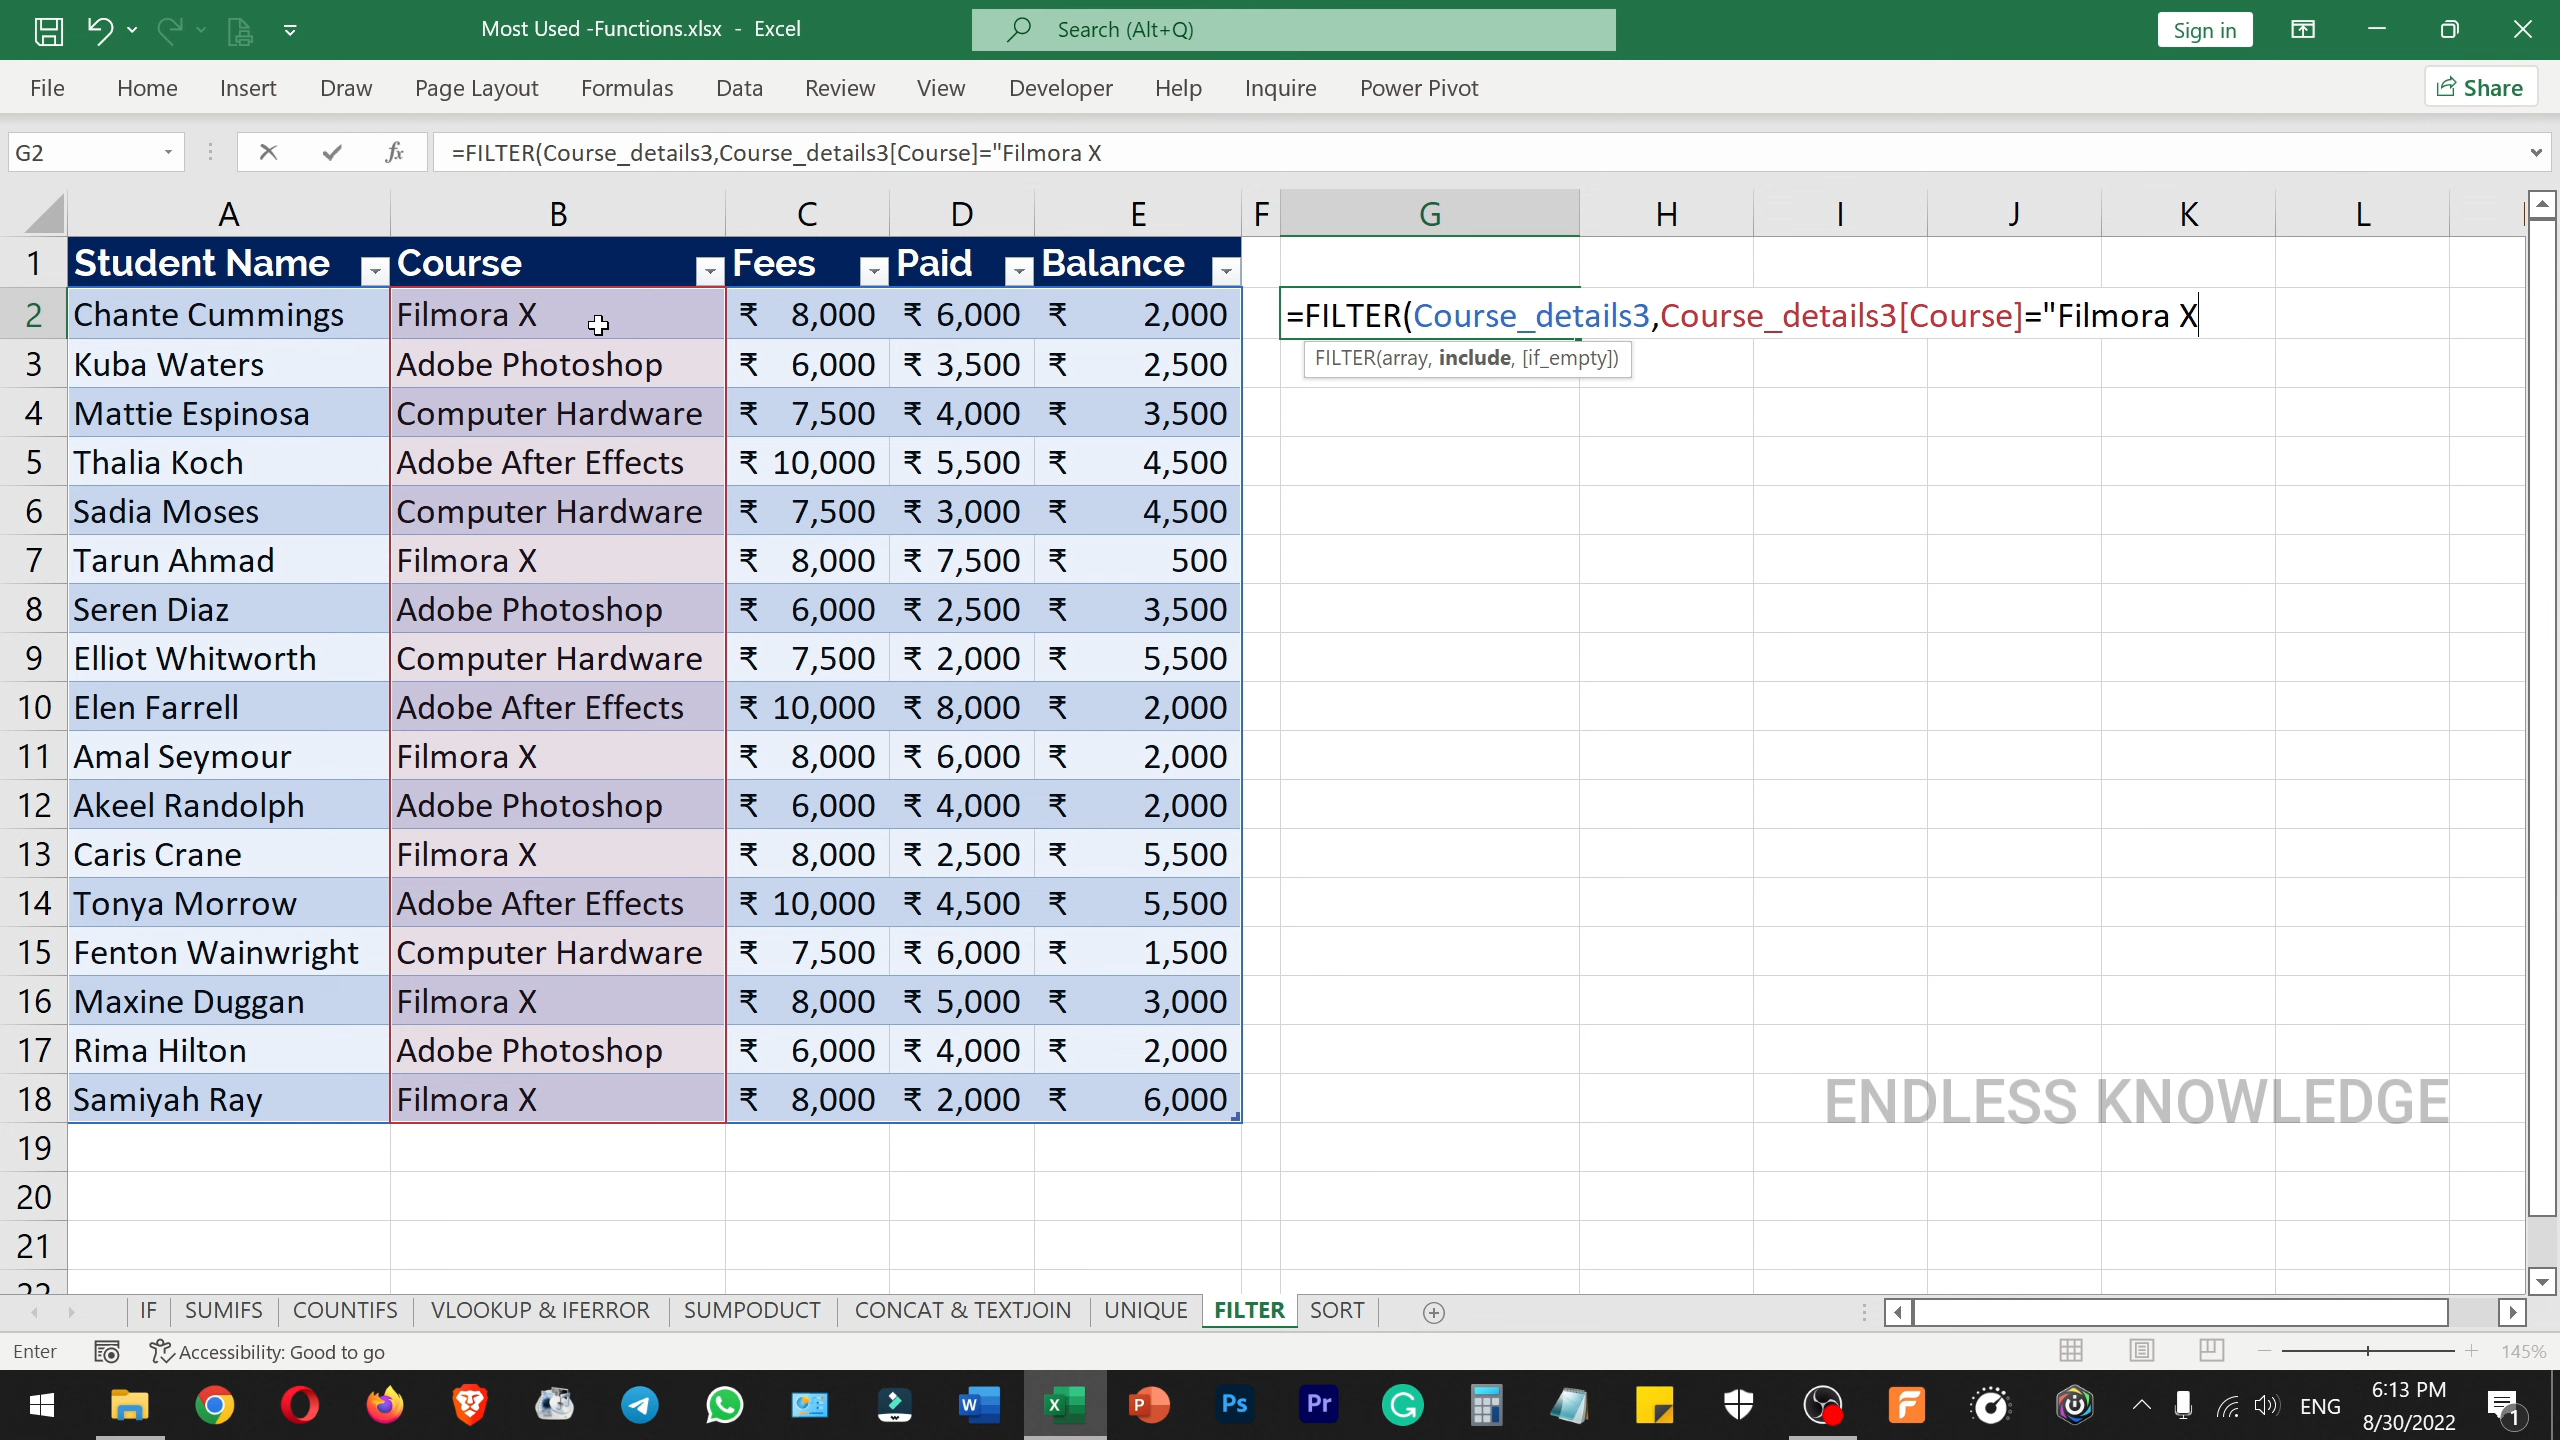 Most Used -Functions.xlsx - Excel
Search (Alt+Q)
Sign in
File Home Insert Draw Page Layout Formulas Data Review View Developer Help Inquire Power Pivot
Share
G2
fx
=FILTER(Course_details3,Course_details3[Course]="Filmora X
A B C D E F G H I J K L
1 Student Name Course Fees Paid Balance
2 Chante Cummings Filmora X ₹ 8,000 ₹ 6,000 ₹ 2,000 =FILTER(Course_details3,Course_details3[Course]="Filmora X
FILTER(array, include, [if_empty])
3 Kuba Waters Adobe Photoshop ₹ 6,000 ₹ 3,500 ₹ 2,500
4 Mattie Espinosa Computer Hardware ₹ 7,500 ₹ 4,000 ₹ 3,500
5 Thalia Koch Adobe After Effects ₹ 10,000 ₹ 5,500 ₹ 4,500
6 Sadia Moses Computer Hardware ₹ 7,500 ₹ 3,000 ₹ 4,500
7 Tarun Ahmad Filmora X ₹ 8,000 ₹ 7,500 ₹ 500
8 Seren Diaz Adobe Photoshop ₹ 6,000 ₹ 2,500 ₹ 3,500
9 Elliot Whitworth Computer Hardware ₹ 7,500 ₹ 2,000 ₹ 5,500
10 Elen Farrell Adobe After Effects ₹ 10,000 ₹ 8,000 ₹ 2,000
11 Amal Seymour Filmora X ₹ 8,000 ₹ 6,000 ₹ 2,000
12 Akeel Randolph Adobe Photoshop ₹ 6,000 ₹ 4,000 ₹ 2,000
13 Caris Crane Filmora X ₹ 8,000 ₹ 2,500 ₹ 5,500
14 Tonya Morrow Adobe After Effects ₹ 10,000 ₹ 4,500 ₹ 5,500
15 Fenton Wainwright Computer Hardware ₹ 7,500 ₹ 6,000 ₹ 1,500
16 Maxine Duggan Filmora X ₹ 8,000 ₹ 5,000 ₹ 3,000
17 Rima Hilton Adobe Photoshop ₹ 6,000 ₹ 4,000 ₹ 2,000
18 Samiyah Ray Filmora X ₹ 8,000 ₹ 2,000 ₹ 6,000
ENDLESS KNOWLEDGE
19
20
21
22
IF SUMIFS COUNTIFS VLOOKUP & IFERROR SUMPODUCT CONCAT & TEXTJOIN UNIQUE FILTER SORT
Enter Accessibility: Good to go 145%
W X P Ps Pr G
ENG
6:13 PM
8/30/2022
1